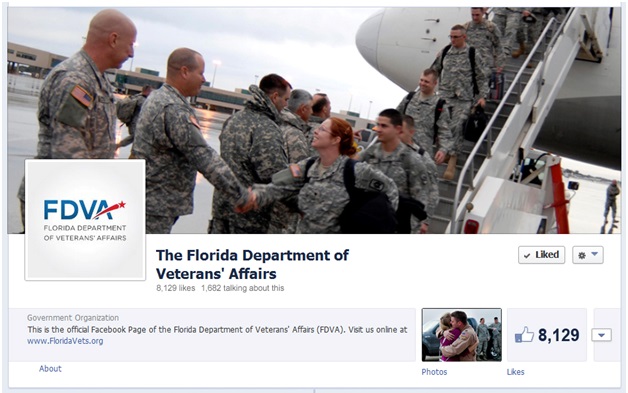 FDVA
FLORIDA DEPARTMENT
OF VETERANS' AFFAIRS
The Florida Department of
Veterans' Affairs
8,129 likes 1,682 talking about this
Liked
Government Organization
This is the official Facebook Page of the Florida Department of Veterans' Affairs (FDVA). Visit us online at
www.FloridaVets.org
8,129
About
Photos
Likes